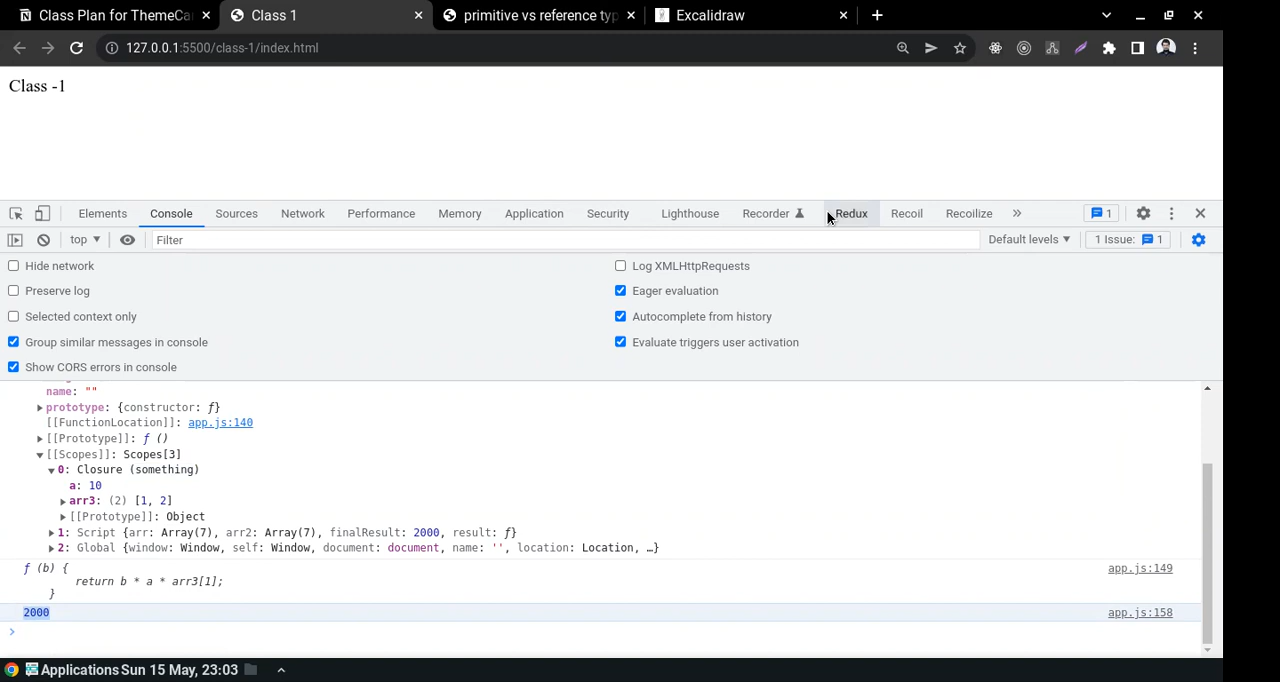 Class Plan for ThemeCa
Class 1
primitive vs reference typ
Excalidraw
127.0.0.1:5500/class-1/index.html
Class -1
Elements
Console
Sources
Network
Performance
Memory
Application
Security
Lighthouse
Recorder
Redux
Recoil
Recoilize
1
top
Filter
Default levels
1 Issue: 1
Hide network
Log XMLHttpRequests
Preserve log
Eager evaluation
Selected context only
Autocomplete from history
Group similar messages in console
Evaluate triggers user activation
Show CORS errors in console
name: ""
prototype: {constructor: ƒ}
[[FunctionLocation]]: app.js:140
[[Prototype]]: ƒ ()
[[Scopes]]: Scopes[3]
0: Closure (something)
a: 10
arr3: (2) [1, 2]
[[Prototype]]: Object
1: Script {arr: Array(7), arr2: Array(7), finalResult: 2000, result: ƒ}
2: Global {window: Window, self: Window, document: document, name: '', location: Location, …}
ƒ (b) {
app.js:149
return b * a * arr3[1];
}
2000
app.js:158
Applications Sun 15 May, 23:03